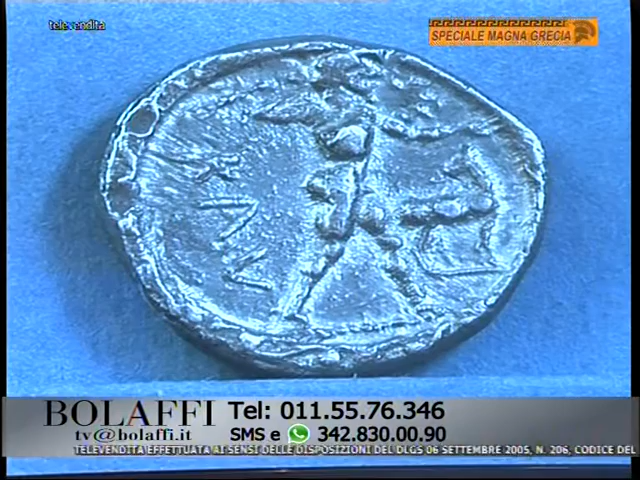 televendita
SPECIALE MAGNA GRECIA
BOLAFFI
tv@bolaffi.it
Tel: 011.55.76.346
SMS e 342.830.00.90
TELEVENDITA EFFETTUATA AI SENSI DELLE DISPOSIZIONI DEL DLGS 06 SETTEMBRE 2005, N. 206, CODICE DEL